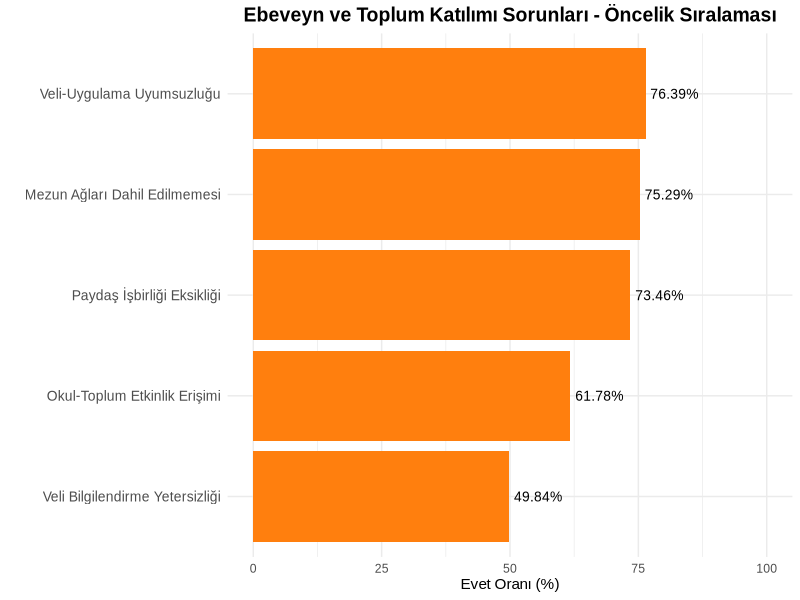 Ebeveyn ve Toplum Katılımı Sorunları - Öncelik Sıralaması
Veli-Uygulama Uyumsuzluğu
76.39%
Mezun Ağları Dahil Edilmemesi
75.29%
Paydaş İşbirliği Eksikliği
73.46%
Okul-Toplum Etkinlik Erişimi
61.78%
Veli Bilgilendirme Yetersizliği
49.84%
0 25 50 75 100
Evet Oranı (%)